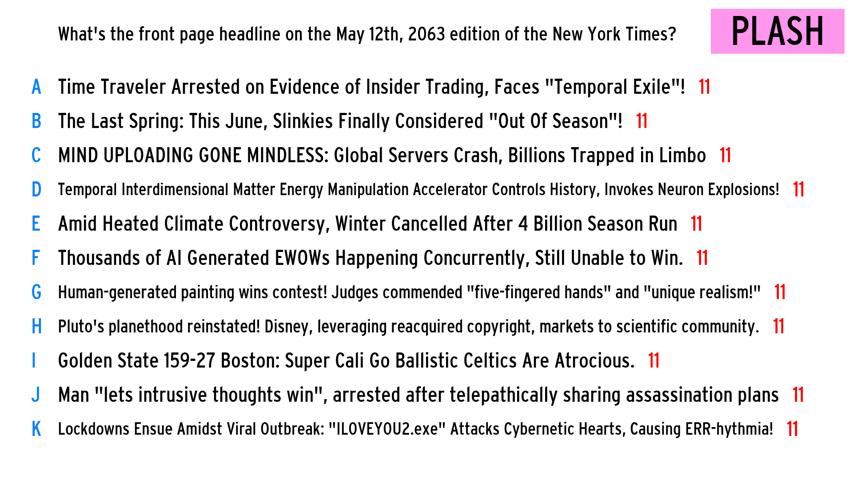 What's the front page headline on the May 12th, 2063 edition of the New York Times?
PLASH
A Time Traveler Arrested on Evidence of Insider Trading, Faces "Temporal Exile"! 11
B The Last Spring: This June, Slinkies Finally Considered "Out Of Season"! 11
C MIND UPLOADING GONE MINDLESS: Global Servers Crash, Billions Trapped in Limbo 11
D Temporal Interdimensional Matter Energy Manipulation Accelerator Controls History, Invokes Neuron Explosions! 11
E Amid Heated Climate Controversy, Winter Cancelled After 4 Billion Season Run 11
F Thousands of AI Generated EWOWs Happening Concurrently, Still Unable to Win. 11
G Human-generated painting wins contest! Judges commended "five-fingered hands" and "unique realism!" 11
H Pluto's planethood reinstated! Disney, leveraging reacquired copyright, markets to scientific community. 11
I Golden State 159-27 Boston: Super Cali Go Ballistic Celtics Are Atrocious. 11
J Man "lets intrusive thoughts win", arrested after telepathically sharing assassination plans 11
K Lockdowns Ensue Amidst Viral Outbreak: "ILOVEYOU2.exe" Attacks Cybernetic Hearts, Causing ERR-hythmia! 11